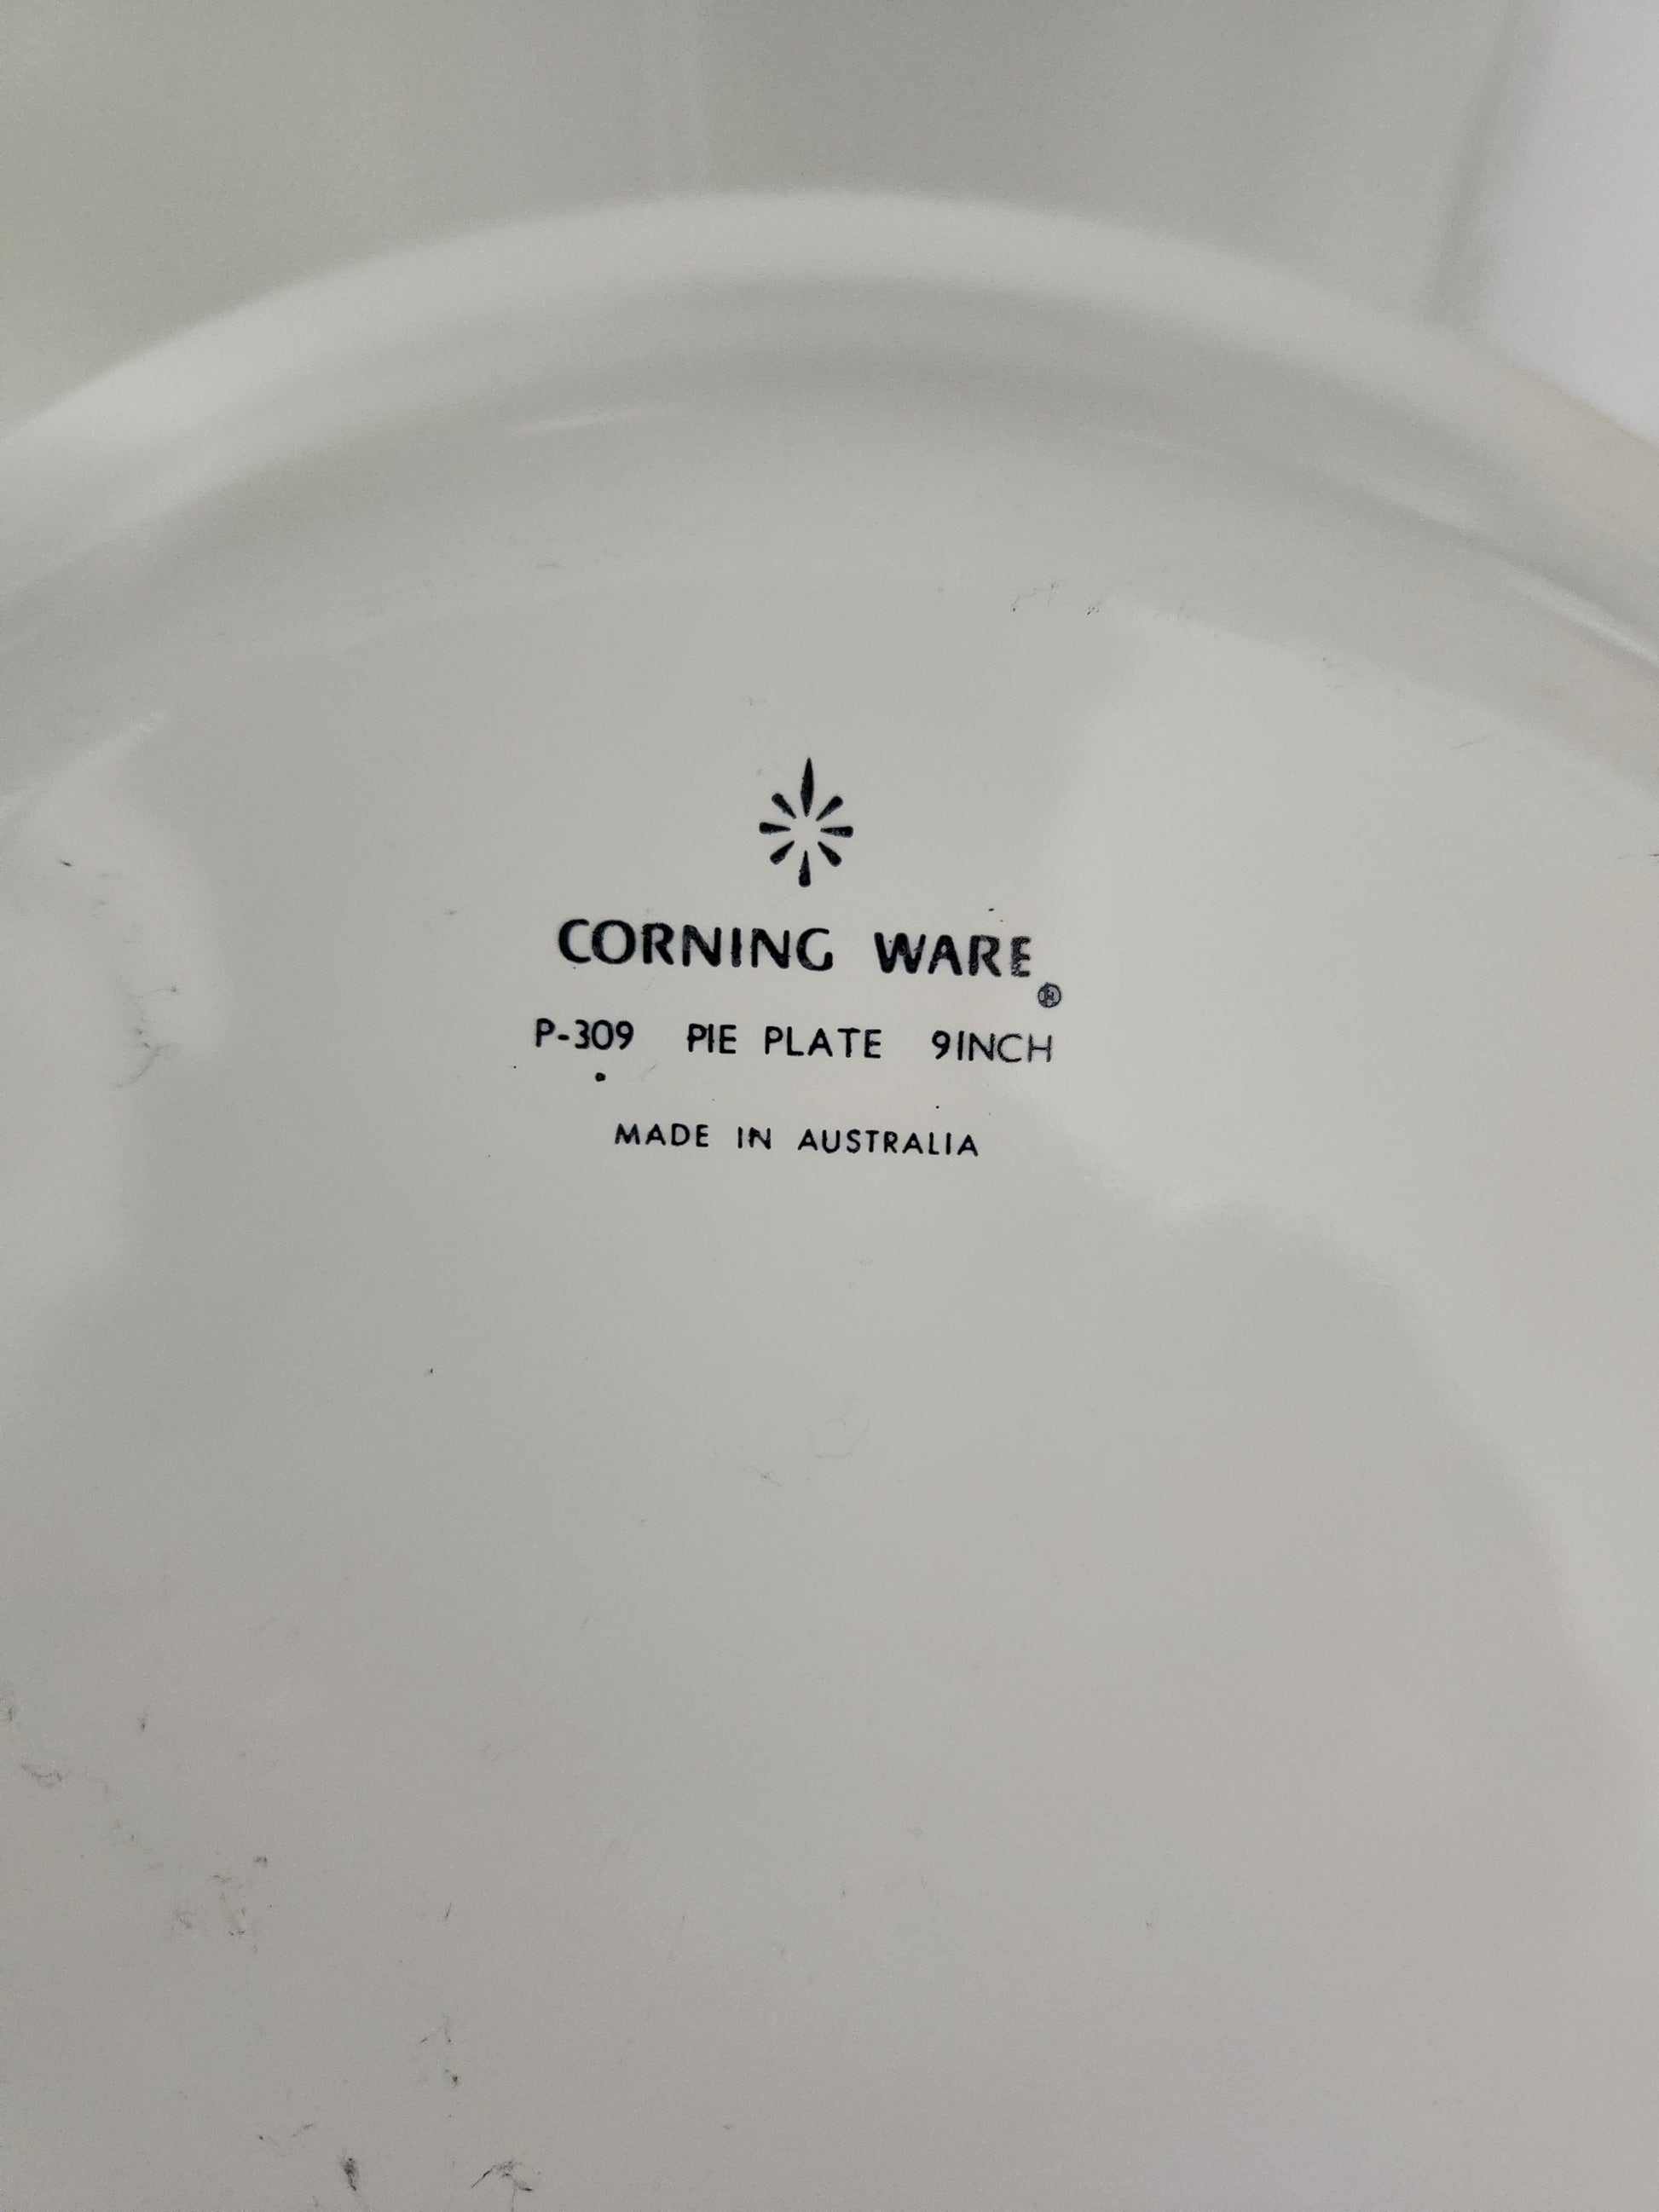 CORNING WARE®
P-309 PIE PLATE 9INCH
MADE IN AUSTRALIA